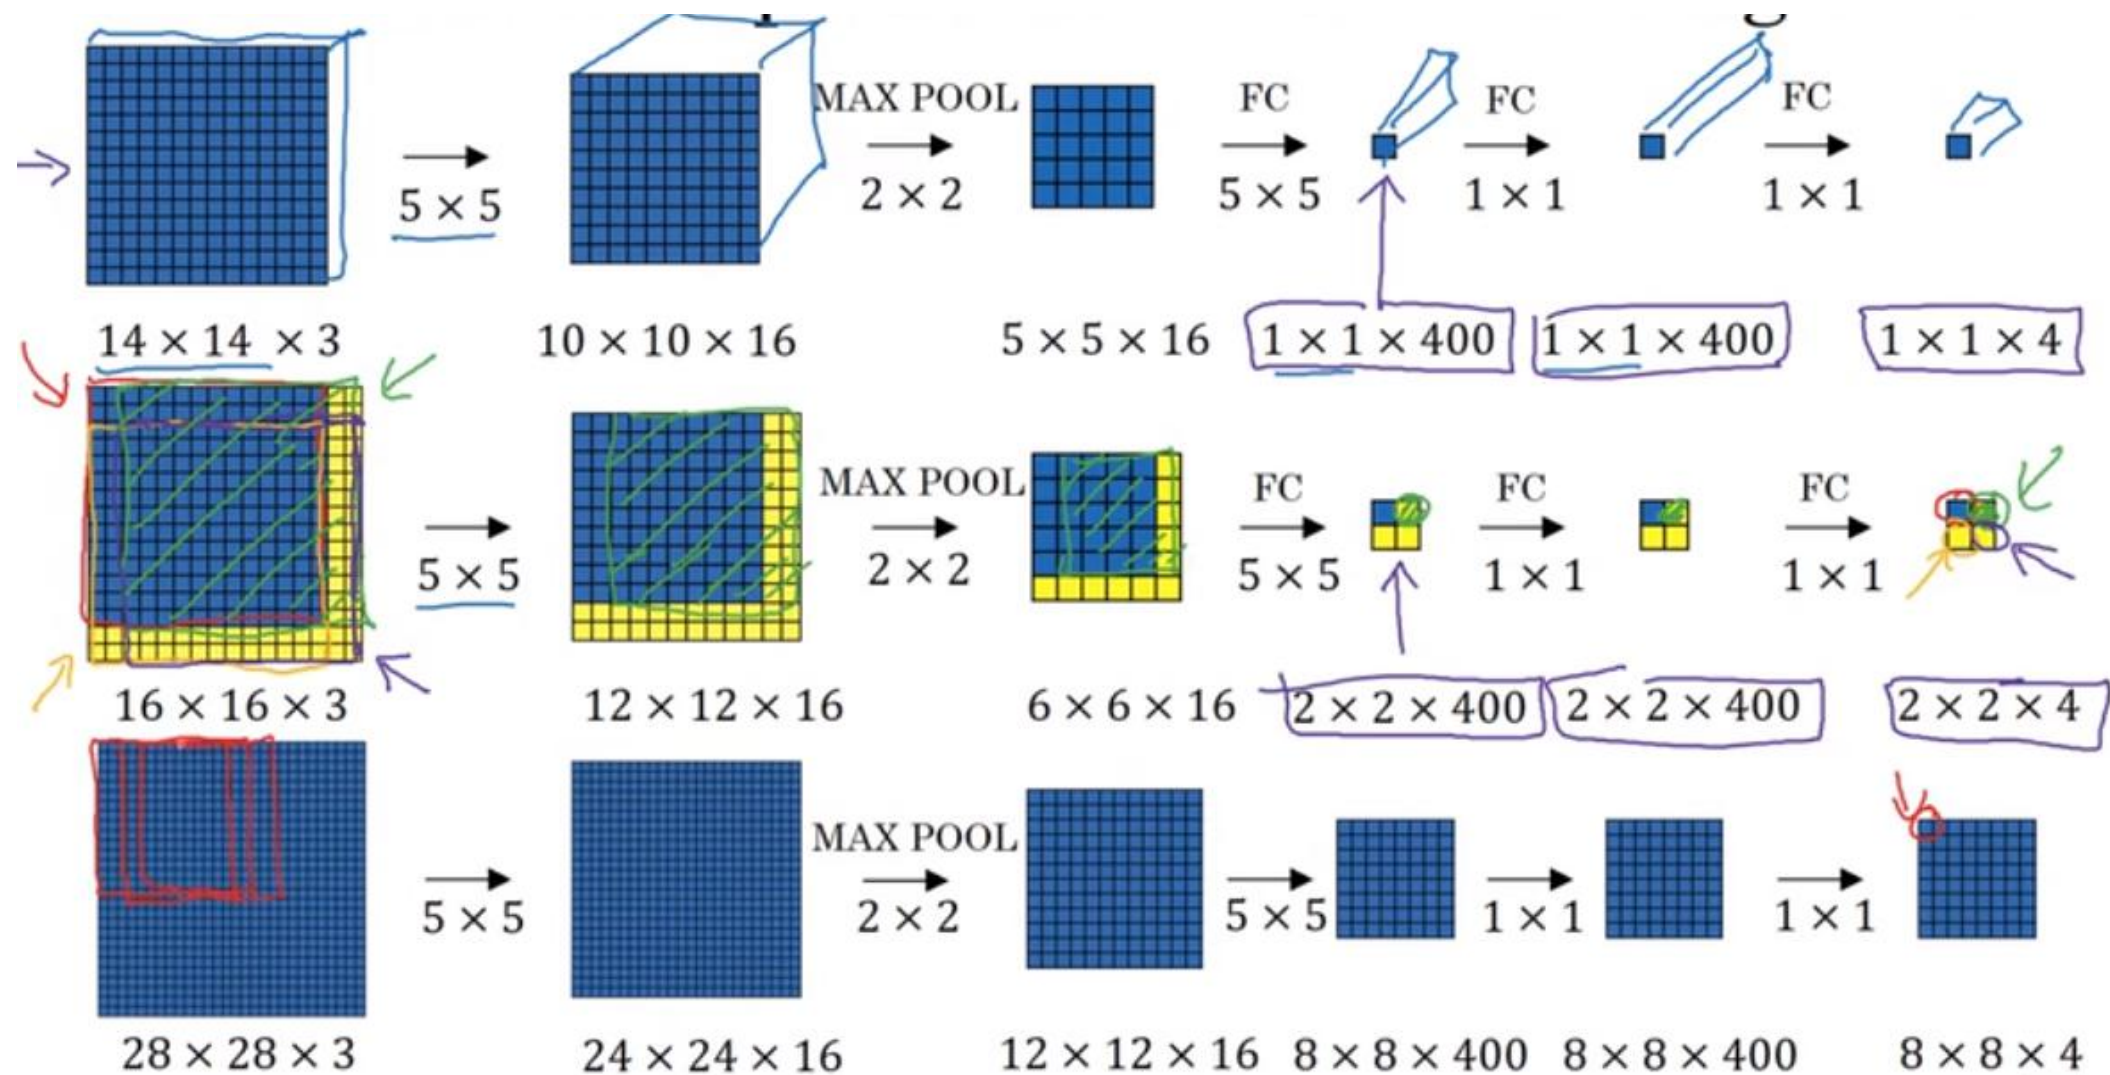 MAX POOL FC FC FC
5 × 5 2 × 2 5 × 5 1 × 1 1 × 1
14 × 14 × 3 10 × 10 × 16 5 × 5 × 16 1 × 1 × 400 1 × 1 × 400 1 × 1 × 4
MAX POOL FC FC FC
5 × 5 2 × 2 5 × 5 1 × 1 1 × 1
16 × 16 × 3 12 × 12 × 16 6 × 6 × 16 2 × 2 × 400 2 × 2 × 400 2 × 2 × 4
MAX POOL
5 × 5 2 × 2 5 × 5 1 × 1 1 × 1
28 × 28 × 3 24 × 24 × 16 12 × 12 × 16 8 × 8 × 400 8 × 8 × 400 8 × 8 × 4